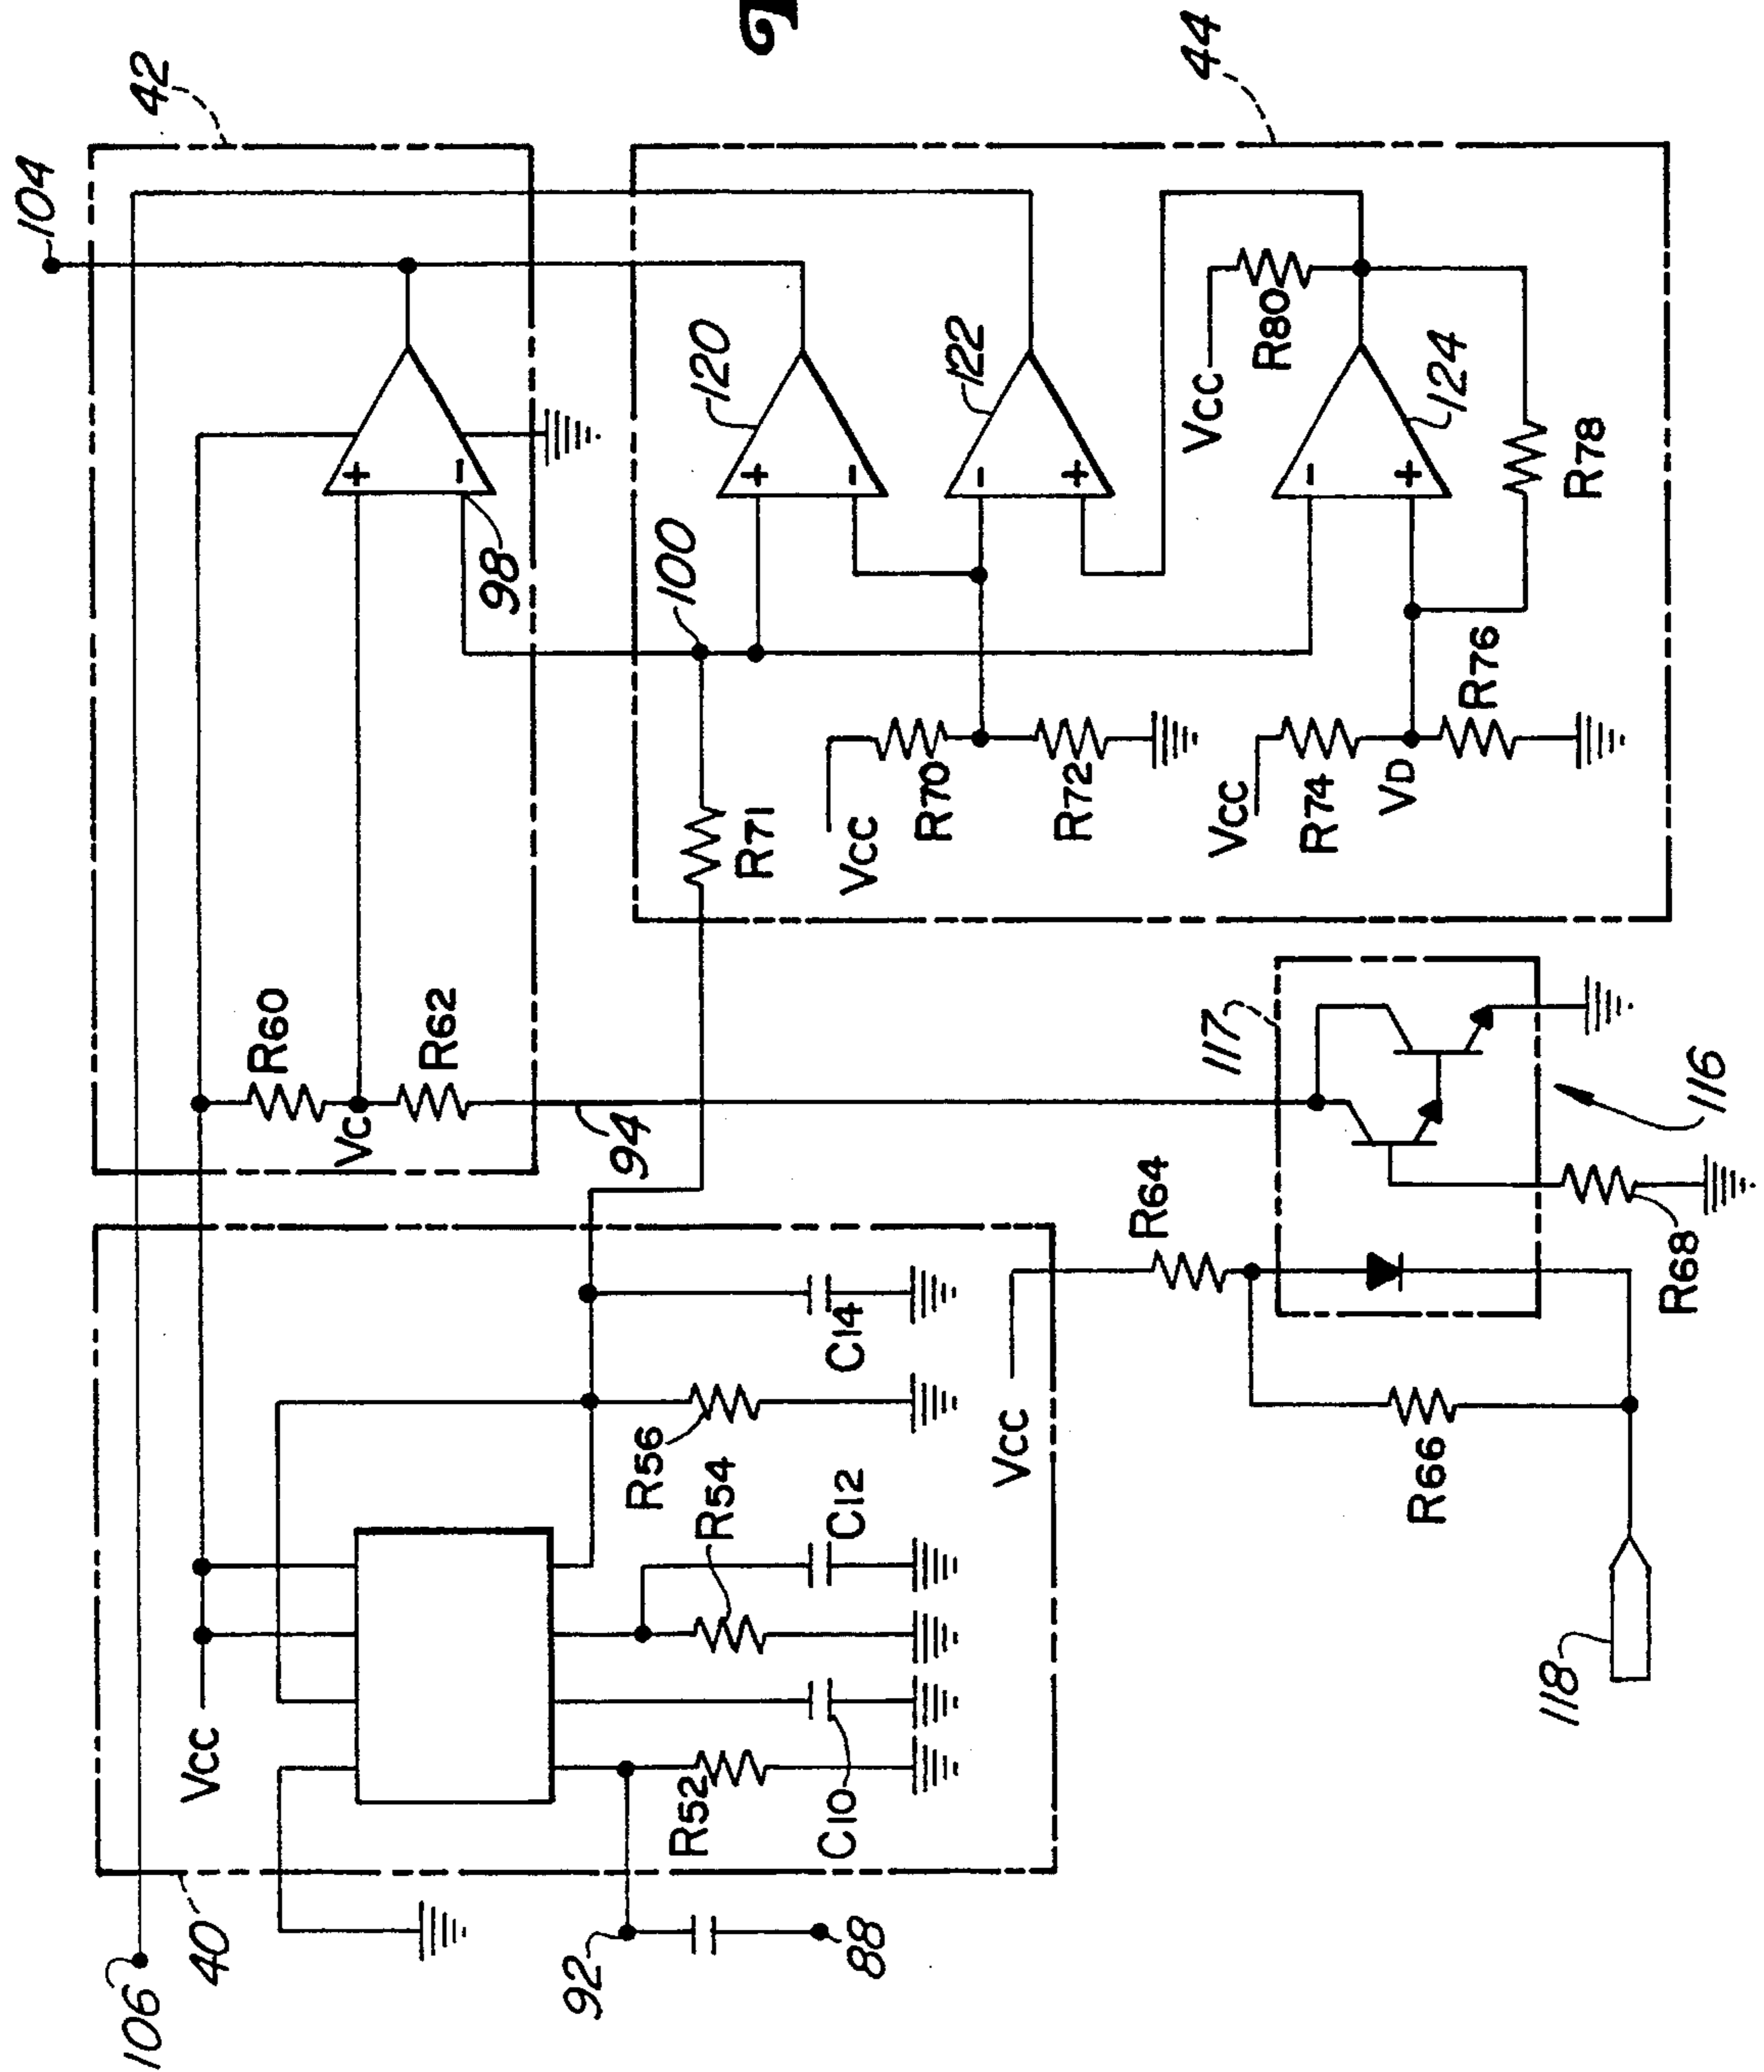 104
42
106
40
VCC
R60
VC
R62
+
−
98
94
92
88
R52
C10
R54
C12
R56
C14
R71
100
120
+
−
122
−
+
44
VCC
R70
R72
VCC
R80
VCC
R74
VD
R76
−
+
124
R78
VCC
R64
117
116
R66
R68
118